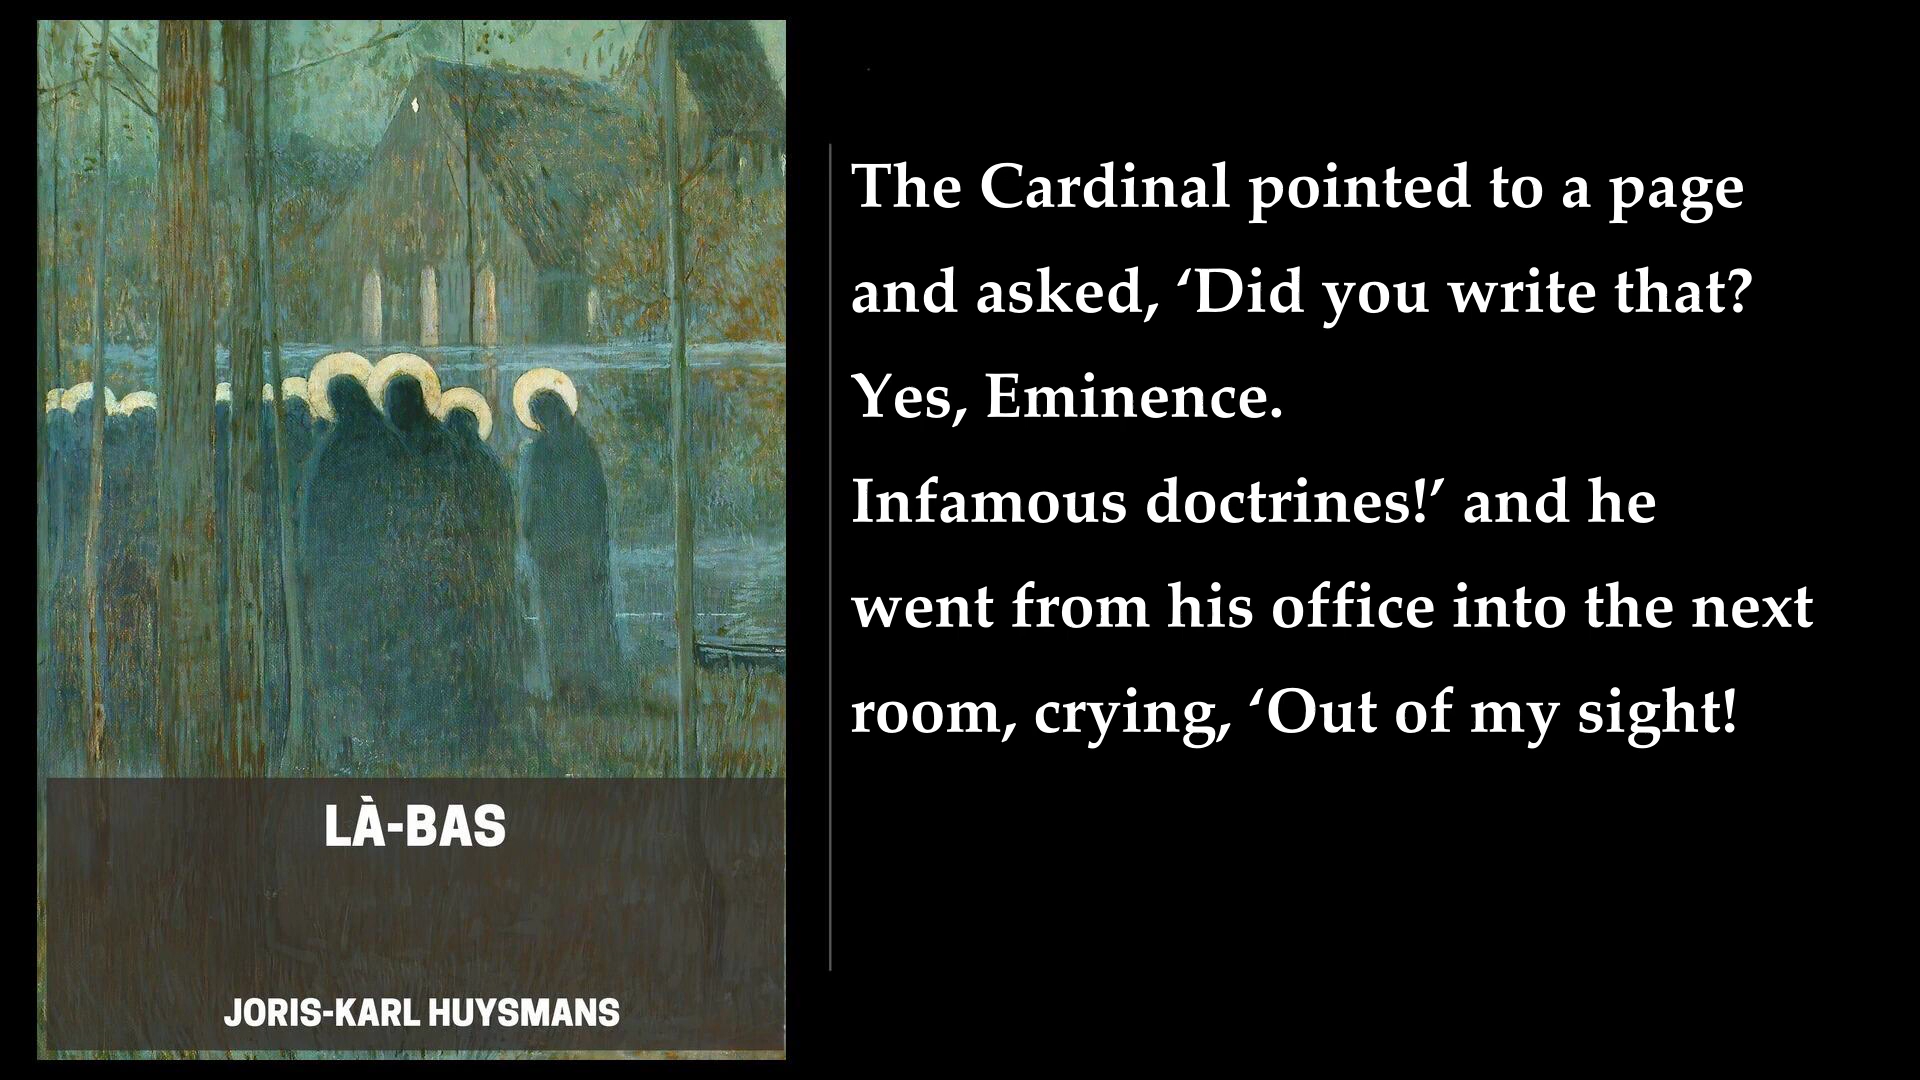 LÀ-BAS
JORIS-KARL HUYSMANS
The Cardinal pointed to a page
and asked, ‘Did you write that?
Yes, Eminence.
Infamous doctrines!’ and he
went from his office into the next
room, crying, ‘Out of my sight!